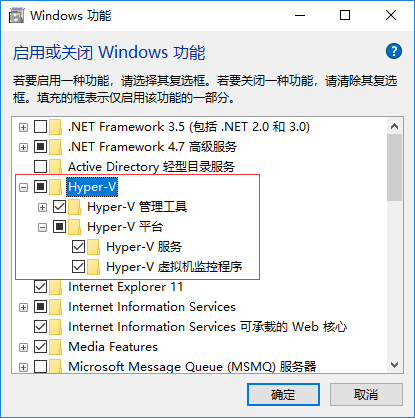 Windows 功能
启用或关闭 Windows 功能
若要启用一种功能，请选择其复选框。若要关闭一种功能，请清除其复选
框。填充的框表示仅启用该功能的一部分。
.NET Framework 3.5 (包括 .NET 2.0 和 3.0)
.NET Framework 4.7 高级服务
Active Directory 轻型目录服务
Hyper-V
Hyper-V 管理工具
Hyper-V 平台
Hyper-V 服务
Hyper-V 虚拟机监控程序
Internet Explorer 11
Internet Information Services
Internet Information Services 可承载的 Web 核心
Media Features
Microsoft Message Queue (MSMQ) 服务器
确定
取消